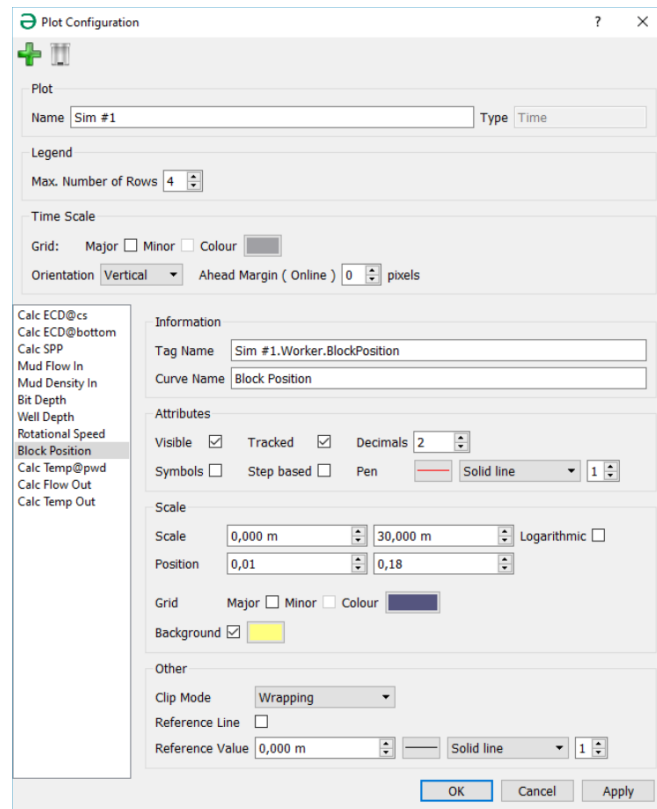 Plot Configuration ?
Plot
Name Sim #1 Type Time
Legend
Max. Number of Rows 4
Time Scale
Grid: Major Minor Colour
Orientation Vertical Ahead Margin ( Online ) 0 pixels
Calc ECD@cs
Calc ECD@bottom
Calc SPP
Mud Flow In
Mud Density In
Bit Depth
Well Depth
Rotational Speed
Block Position
Calc Temp@pwd
Calc Flow Out
Calc Temp Out
Information
Tag Name Sim #1.Worker.BlockPosition
Curve Name Block Position
Attributes
Visible Tracked Decimals 2
Symbols Step based Pen Solid line 1
Scale
Scale 0,000 m 30,000 m Logarithmic
Position 0,01 0,18
Grid Major Minor Colour
Background
Other
Clip Mode Wrapping
Reference Line
Reference Value 0,000 m Solid line 1
OK Cancel Apply